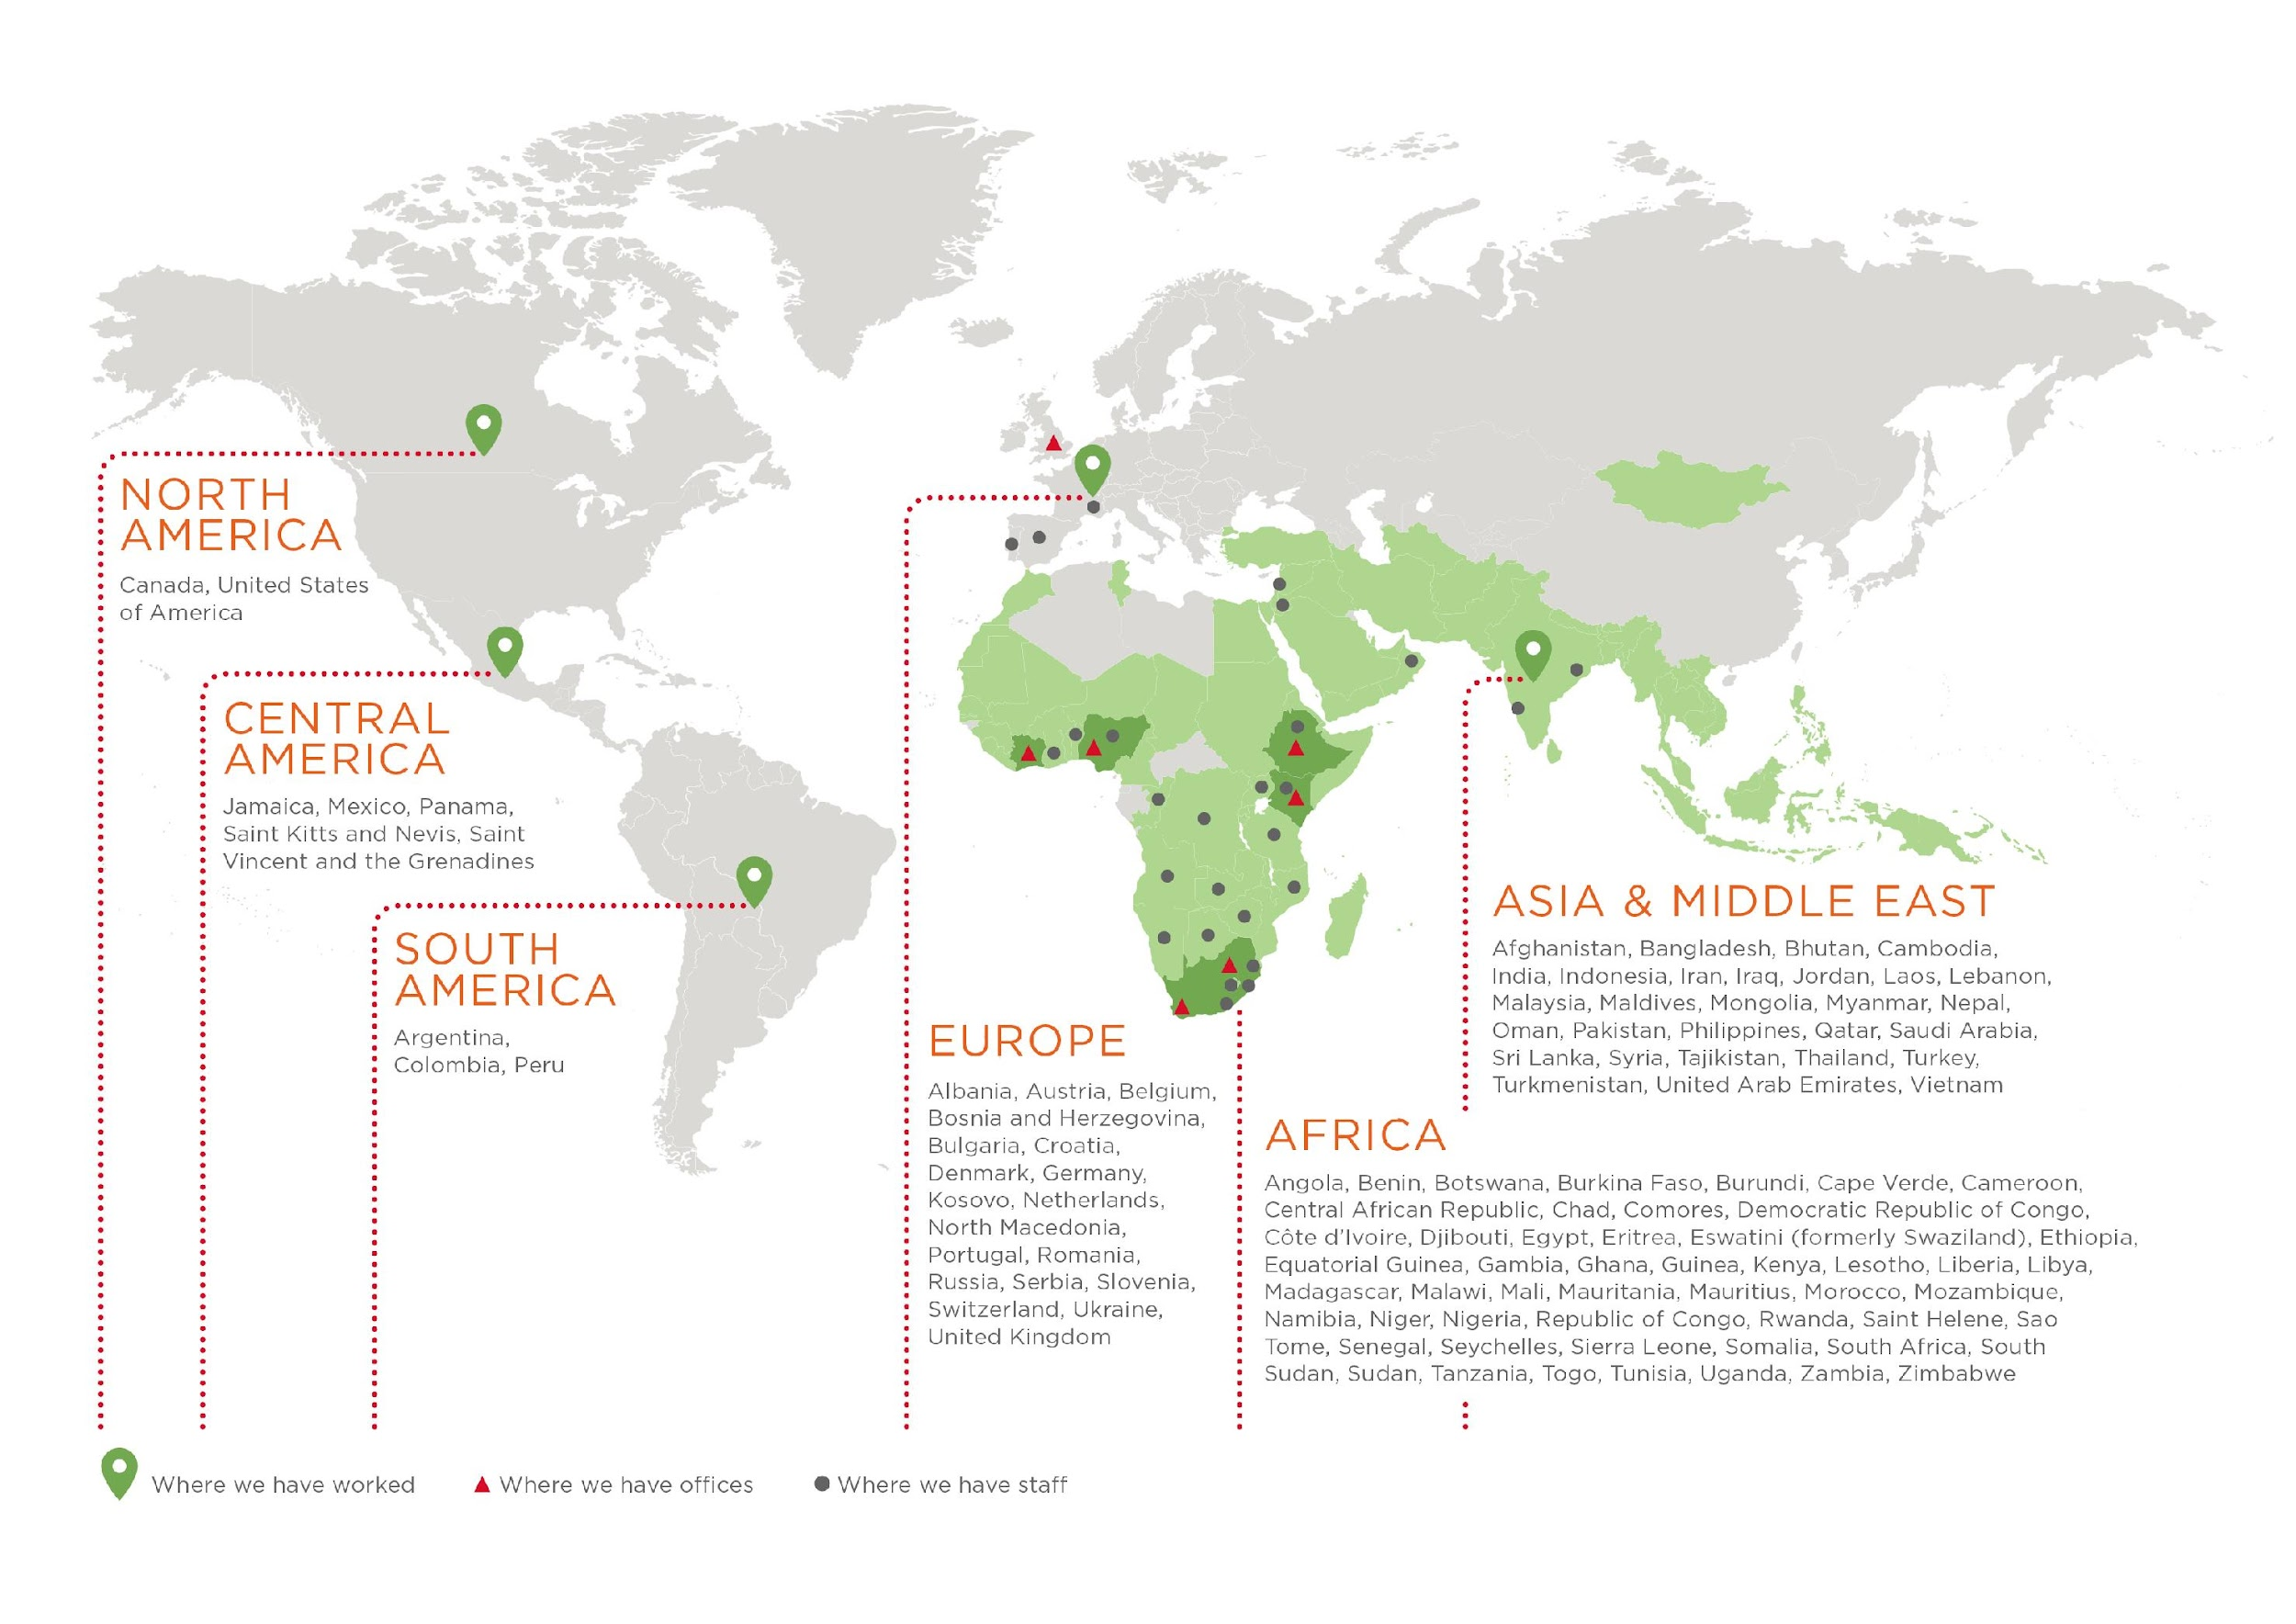 NORTH
AMERICA
Canada, United States
of America
CENTRAL
AMERICA
Jamaica, Mexico, Panama,
Saint Kitts and Nevis, Saint
Vincent and the Grenadines
SOUTH
AMERICA
Argentina,
Colombia, Peru
EUROPE
Albania, Austria, Belgium,
Bosnia and Herzegovina,
Bulgaria, Croatia,
Denmark, Germany,
Kosovo, Netherlands,
North Macedonia,
Portugal, Romania,
Russia, Serbia, Slovenia,
Switzerland, Ukraine,
United Kingdom
ASIA & MIDDLE EAST
Afghanistan, Bangladesh, Bhutan, Cambodia,
India, Indonesia, Iran, Iraq, Jordan, Laos, Lebanon,
Malaysia, Maldives, Mongolia, Myanmar, Nepal,
Oman, Pakistan, Philippines, Qatar, Saudi Arabia,
Sri Lanka, Syria, Tajikistan, Thailand, Turkey,
Turkmenistan, United Arab Emirates, Vietnam
AFRICA
Angola, Benin, Botswana, Burkina Faso, Burundi, Cape Verde, Cameroon,
Central African Republic, Chad, Comores, Democratic Republic of Congo,
Côte d'Ivoire, Djibouti, Egypt, Eritrea, Eswatini (formerly Swaziland), Ethiopia,
Equatorial Guinea, Gambia, Ghana, Guinea, Kenya, Lesotho, Liberia, Libya,
Madagascar, Malawi, Mali, Mauritania, Mauritius, Morocco, Mozambique,
Namibia, Niger, Nigeria, Republic of Congo, Rwanda, Saint Helene, Sao
Tome, Senegal, Seychelles, Sierra Leone, Somalia, South Africa, South
Sudan, Sudan, Tanzania, Togo, Tunisia, Uganda, Zambia, Zimbabwe
Where we have worked
Where we have offices
Where we have staff